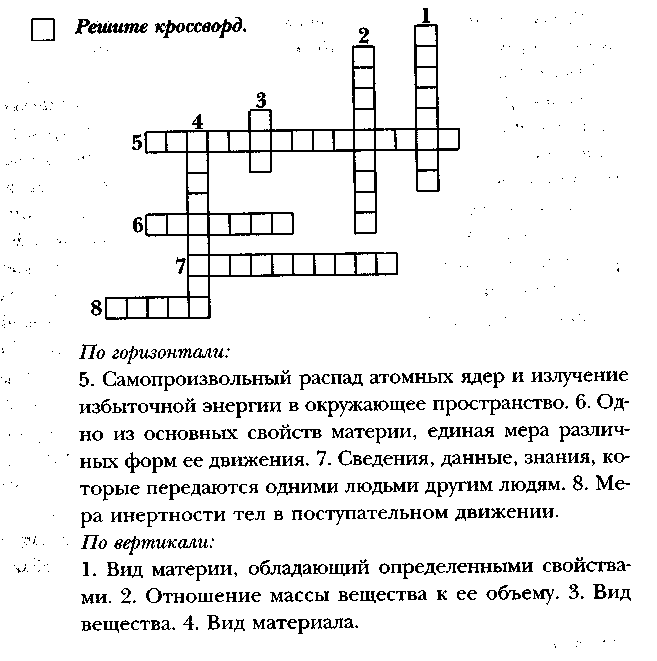 Решите кроссворд.
1
2
3
4
5
6
7
8
По горизонтали:
5. Самопроизвольный распад атомных ядер и излучение
избыточной энергии в окружающее пространство. 6. Од-
но из основных свойств материи, единая мера различ-
ных форм ее движения. 7. Сведения, данные, знания, ко-
торые передаются одними людьми другим людям. 8. Ме-
ра инертности тел в поступательном движении.
По вертикали:
1. Вид материи, обладающий определенными свойства-
ми. 2. Отношение массы вещества к ее объему. 3. Вид
вещества. 4. Вид материала.